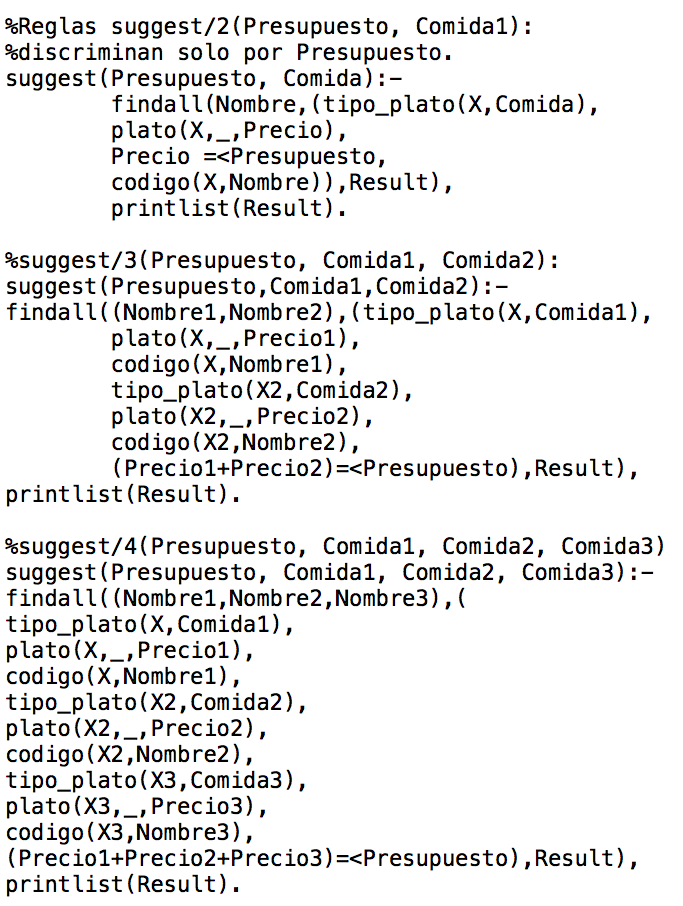 %Reglas suggest/2(Presupuesto, Comida1):
%discriminan solo por Presupuesto.
suggest(Presupuesto, Comida):-
        findall(Nombre,(tipo_plato(X,Comida),
        plato(X,_,Precio),
        Precio =<Presupuesto,
        codigo(X,Nombre)),Result),
        printlist(Result).

%suggest/3(Presupuesto, Comida1, Comida2):
suggest(Presupuesto,Comida1,Comida2):-
findall((Nombre1,Nombre2),(tipo_plato(X,Comida1),
        plato(X,_,Precio1),
        codigo(X,Nombre1),
        tipo_plato(X2,Comida2),
        plato(X2,_,Precio2),
        codigo(X2,Nombre2),
        (Precio1+Precio2)=<Presupuesto),Result),
printlist(Result).

%suggest/4(Presupuesto, Comida1, Comida2, Comida3)
suggest(Presupuesto, Comida1, Comida2, Comida3):-
findall((Nombre1,Nombre2,Nombre3),(
tipo_plato(X,Comida1),
plato(X,_,Precio1),
codigo(X,Nombre1),
tipo_plato(X2,Comida2),
plato(X2,_,Precio2),
codigo(X2,Nombre2),
tipo_plato(X3,Comida3),
plato(X3,_,Precio3),
codigo(X3,Nombre3),
(Precio1+Precio2+Precio3)=<Presupuesto),Result),
printlist(Result).